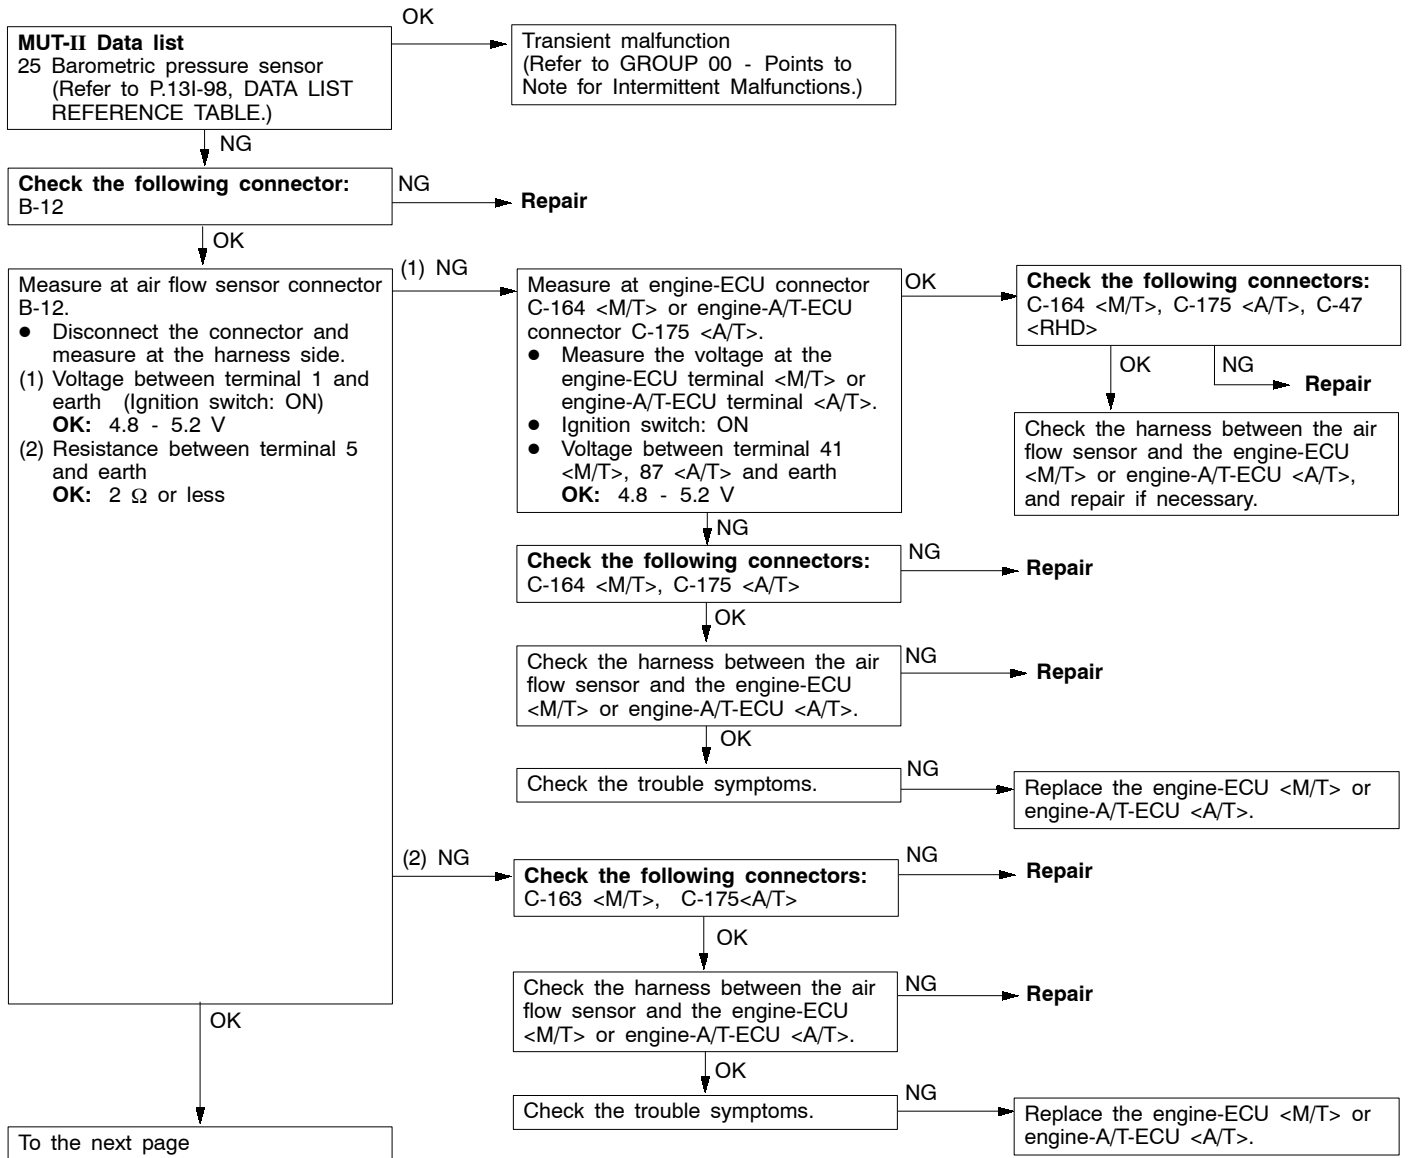 MUT-II Data list
25 Barometric pressure sensor
(Refer to P.13I-98, DATA LIST
REFERENCE TABLE.)
OK
Transient malfunction
(Refer to GROUP 00 - Points to
Note for Intermittent Malfunctions.)
NG
Check the following connector:
B-12
NG
Repair
OK
Measure at air flow sensor connector
B-12.
● Disconnect the connector and
measure at the harness side.
(1) Voltage between terminal 1 and
earth (Ignition switch: ON)
OK: 4.8 - 5.2 V
(2) Resistance between terminal 5
and earth
OK: 2 Ω or less
(1) NG
Measure at engine-ECU connector
C-164 <M/T> or engine-A/T-ECU
connector C-175 <A/T>.
● Measure the voltage at the
engine-ECU terminal <M/T> or
engine-A/T-ECU terminal <A/T>.
● Ignition switch: ON
● Voltage between terminal 41
<M/T>, 87 <A/T> and earth
OK: 4.8 - 5.2 V
OK
Check the following connectors:
C-164 <M/T>, C-175 <A/T>, C-47
<RHD>
OK
NG
Repair
Check the harness between the air
flow sensor and the engine-ECU
<M/T> or engine-A/T-ECU <A/T>,
and repair if necessary.
NG
Check the following connectors:
C-164 <M/T>, C-175 <A/T>
NG
Repair
OK
Check the harness between the air
flow sensor and the engine-ECU
<M/T> or engine-A/T-ECU <A/T>.
NG
Repair
OK
Check the trouble symptoms.
NG
Replace the engine-ECU <M/T> or
engine-A/T-ECU <A/T>.
(2) NG
Check the following connectors:
C-163 <M/T>, C-175<A/T>
NG
Repair
OK
Check the harness between the air
flow sensor and the engine-ECU
<M/T> or engine-A/T-ECU <A/T>.
NG
Repair
OK
Check the trouble symptoms.
NG
Replace the engine-ECU <M/T> or
engine-A/T-ECU <A/T>.
OK
To the next page